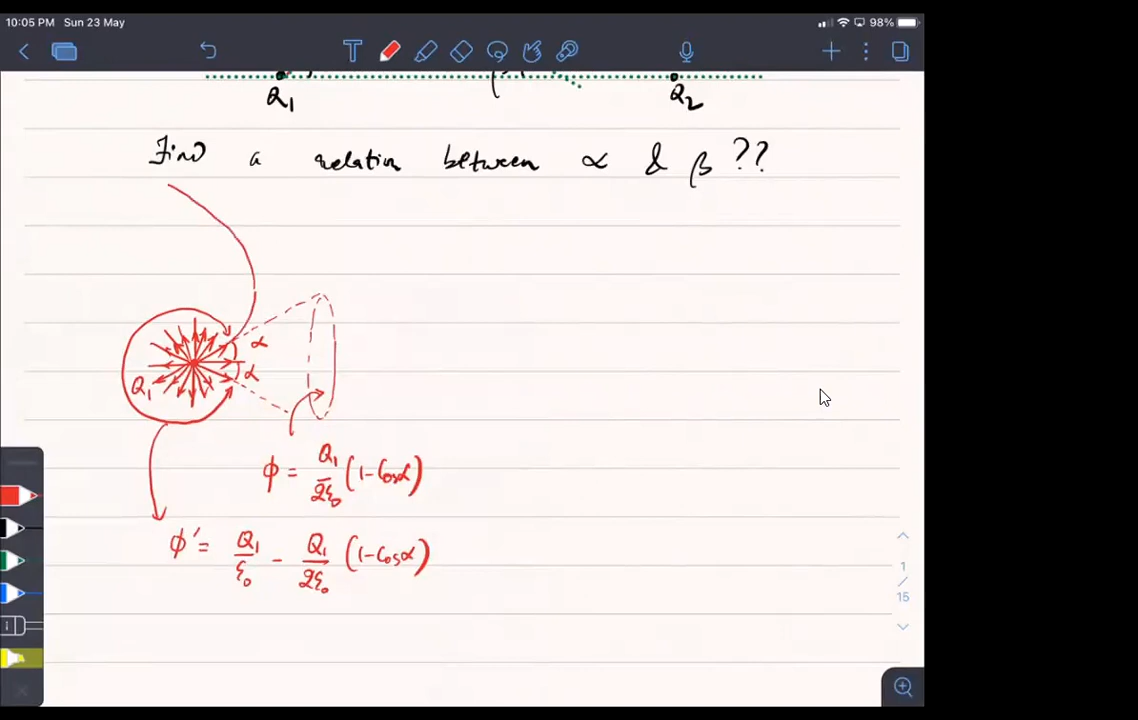 10:05 PM Sun 23 May 98%
Q₁ β Q₂
Find a relation between α & β ??
α
α
Q₁
ϕ = Q₁/2ε₀ (1-Cosα)
ϕ' = Q₁/ε₀ - Q₁/2ε₀ (1-Cosα)
1
/
15